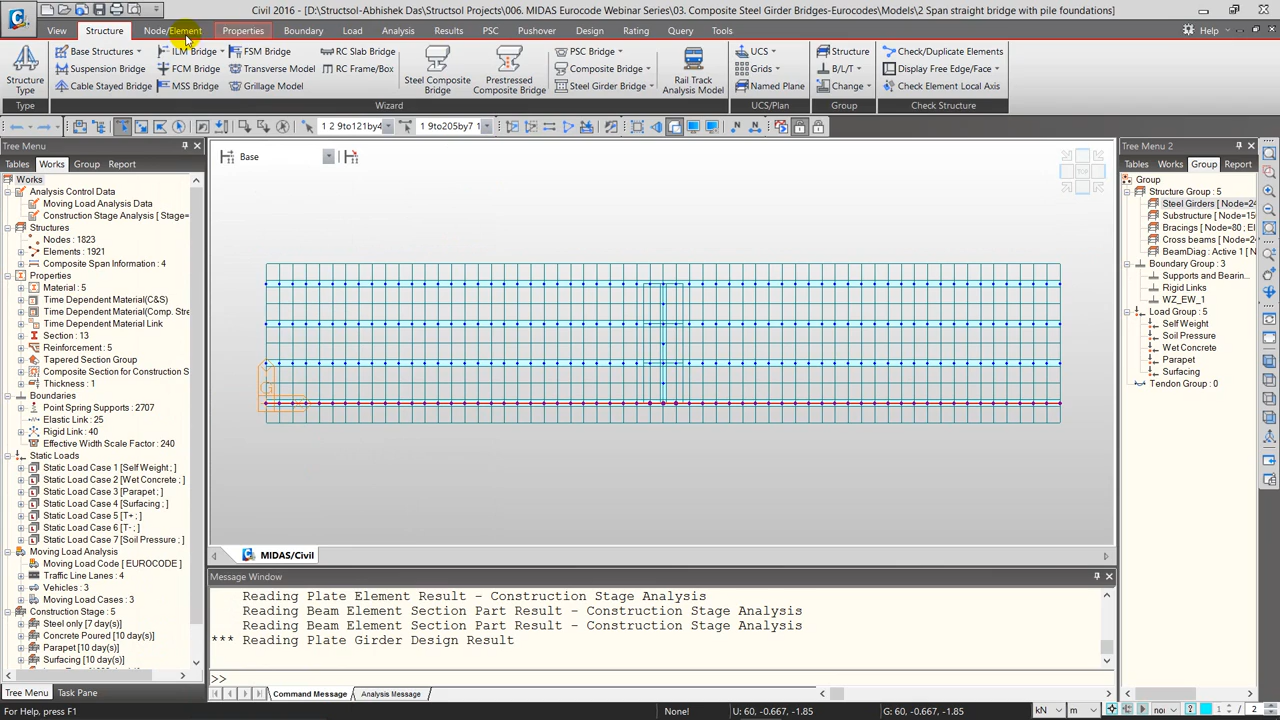 Civil 2016 - [D:\Structsol-Abhishek Das\Structsol Projects\006. MIDAS Eurocode Webinar Series\03. Composite Steel Girders-Bridges-Eurocodes\Models\2 Span straight bridge with pile foundations]
View Structure Node/Element Properties Boundary Load Analysis Results PSC Pushover Design Rating Query Tools Help
Base Structures ILM Bridge FSM Bridge RC Slab Bridge PSC Bridge UCS Structure Check/Duplicate Elements
Suspension Bridge FCM Bridge Transverse Model RC Frame/Box Composite Bridge Grids B/L/T Display Free Edge/Face
Cable Stayed Bridge MSS Bridge Grillage Model Steel Girder Bridge Named Plane Change Check Element Local Axis
Structure Type
Steel Composite Bridge
Prestressed Composite Bridge
Rail Track Analysis Model
Type Wizard UCS/Plan Group Check Structure
1 2 9to121by4
1 9to205by7 1
Tree Menu
Tables Works Group Report
Works
Analysis Control Data
Moving Load Analysis Data
Construction Stage Analysis [ Stage=
Structures
Nodes : 1823
Elements : 1921
Composite Span Information : 4
Properties
Material : 5
Time Dependent Material(C&S)
Time Dependent Material(Comp. Stre
Time Dependent Material Link
Section : 13
Reinforcement : 5
Tapered Section Group
Composite Section for Construction S
Thickness : 1
Boundaries
Point Spring Supports : 2707
Elastic Link : 25
Rigid Link : 40
Effective Width Scale Factor : 240
Static Loads
Static Load Case 1 [Self Weight ; ]
Static Load Case 2 [Wet Concrete ;
Static Load Case 3 [Parapet ; ]
Static Load Case 4 [Surfacing ; ]
Static Load Case 5 [T+ ; ]
Static Load Case 6 [T- ; ]
Static Load Case 7 [Soil Pressure ; ]
Moving Load Analysis
Moving Load Code [ EUROCODE ]
Traffic Line Lanes : 4
Vehicles : 3
Moving Load Cases : 3
Construction Stage : 5
Steel only [7 day(s)]
Concrete Poured [10 day(s)]
Parapet [10 day(s)]
Surfacing [10 day(s)]
Tree Menu Task Pane
Base
TOP
MIDAS/Civil
Message Window
Reading Plate Element Result - Construction Stage Analysis
Reading Beam Element Section Part Result - Construction Stage Analysis
Reading Beam Element Section Part Result - Construction Stage Analysis
*** Reading Plate Girder Design Result
>>
Command Message Analysis Message
Tree Menu 2
Tables Works Group Report
Group
Structure Group : 5
Steel Girders [ Node=24
Substructure [ Node=15
Bracings [ Node=80 ; El
Cross beams [ Node=24
BeamDiag : Active 1 [ N
Boundary Group : 3
Supports and Bearin...
Rigid Links
WZ_EW_1
Load Group : 5
Self Weight
Soil Pressure
Wet Concrete
Parapet
Surfacing
Tendon Group : 0
For Help, press F1
None!
U: 60, -0.667, -1.85
G: 60, -0.667, -1.85
kN m
1 / 2